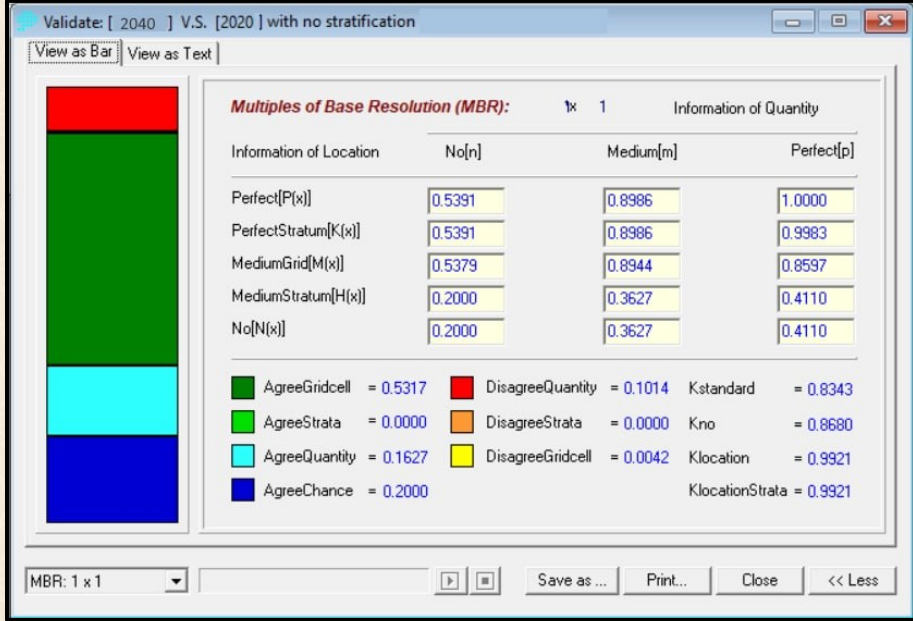 Validate: [ 2040 ] V.S. [2020 ] with no stratification
View as Bar View as Text
Multiples of Base Resolution (MBR): 1x 1 Information of Quantity
Information of Location No[n] Medium[m] Perfect[p]
Perfect[P(x)] 0.5391 0.8986 1.0000
PerfectStratum[K(x)] 0.5391 0.8986 0.9983
MediumGrid[M(x)] 0.5379 0.8944 0.8597
MediumStratum[H(x)] 0.2000 0.3627 0.4110
No[N(x)] 0.2000 0.3627 0.4110
AgreeGridcell = 0.5317 DisagreeQuantity = 0.1014 Kstandard = 0.8343
AgreeStrata = 0.0000 DisagreeStrata = 0.0000 Kno = 0.8680
AgreeQuantity = 0.1627 DisagreeGridcell = 0.0042 Klocation = 0.9921
AgreeChance = 0.2000 KlocationStrata = 0.9921
MBR: 1 x 1 Save as ... Print... Close << Less